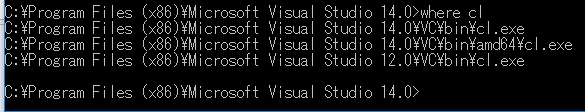 C:¥Program Files (x86)¥Microsoft Visual Studio 14.0>where cl
C:¥Program Files (x86)¥Microsoft Visual Studio 14.0¥VC¥bin¥cl.exe
C:¥Program Files (x86)¥Microsoft Visual Studio 14.0¥VC¥bin¥amd64¥cl.exe
C:¥Program Files (x86)¥Microsoft Visual Studio 12.0¥VC¥bin¥cl.exe
C:¥Program Files (x86)¥Microsoft Visual Studio 14.0>